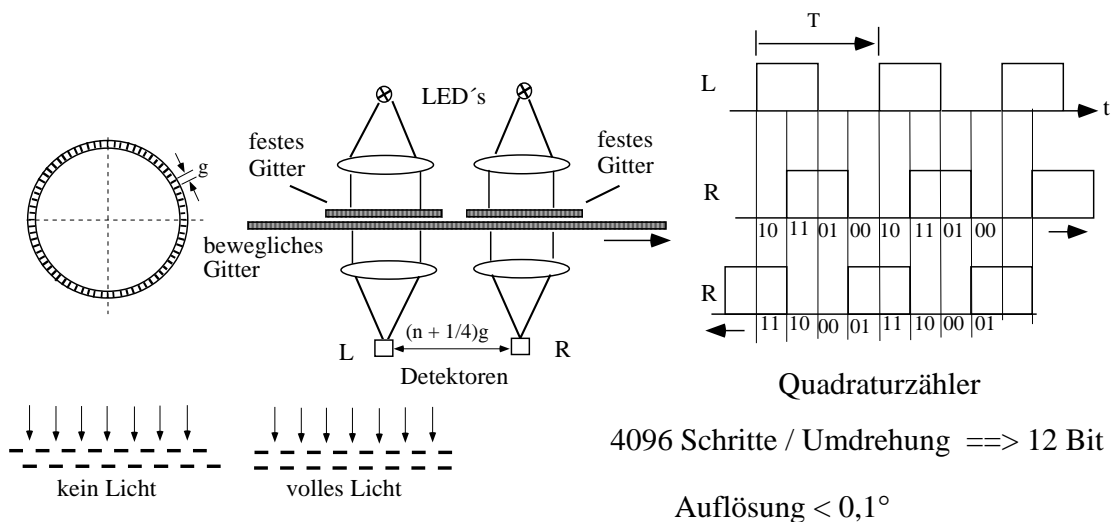 g
LED´s
festes
Gitter
festes
Gitter
bewegliches
Gitter
L
(n + 1/4)g
R
Detektoren
kein Licht
volles Licht
T
L
t
R
10 11 01 00 10 11 01 00
R
11 10 00 01 11 10 00 01
Quadraturzähler
4096 Schritte / Umdrehung ==> 12 Bit
Auflösung < 0,1°